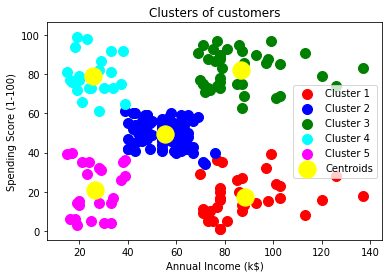 Clusters of customers
Spending Score (1-100)
100
80
60
40
20
0
Cluster 1
Cluster 2
Cluster 3
Cluster 4
Cluster 5
Centroids
20
40
60
80
100
120
140
Annual Income (k$)